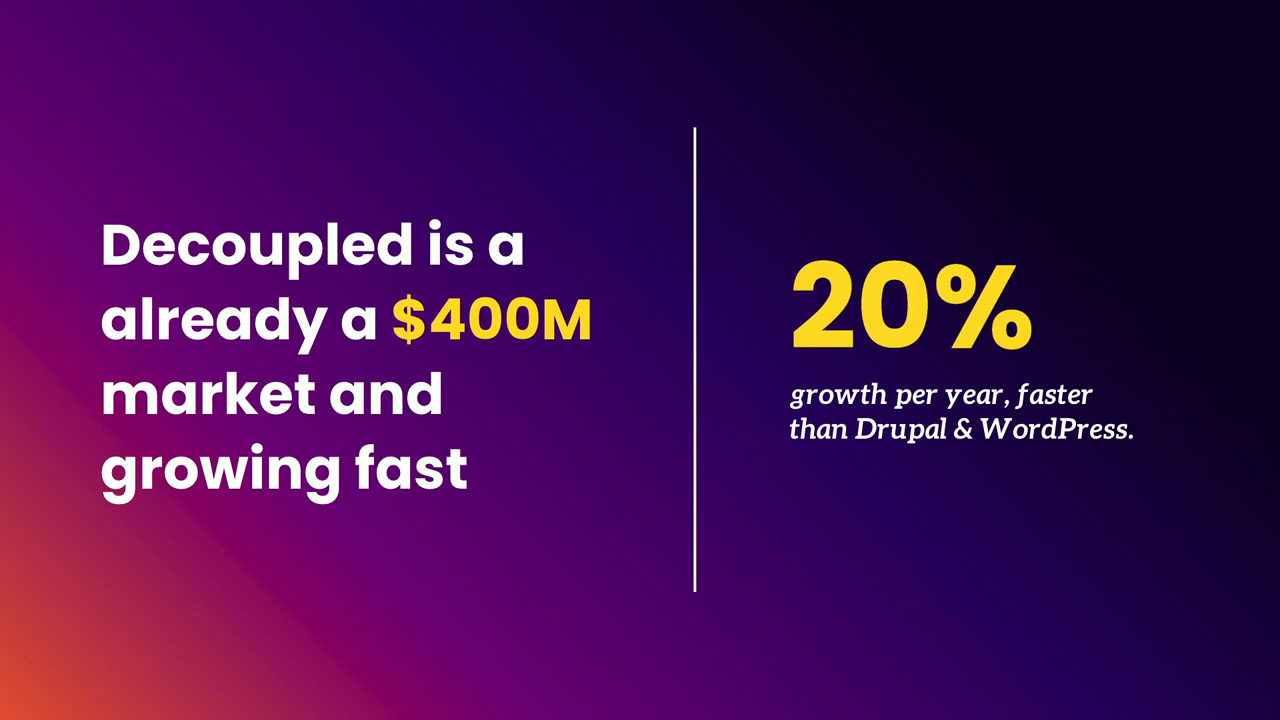 Decoupled is a
already a $400M
market and
growing fast
20%
growth per year, faster
than Drupal & WordPress.